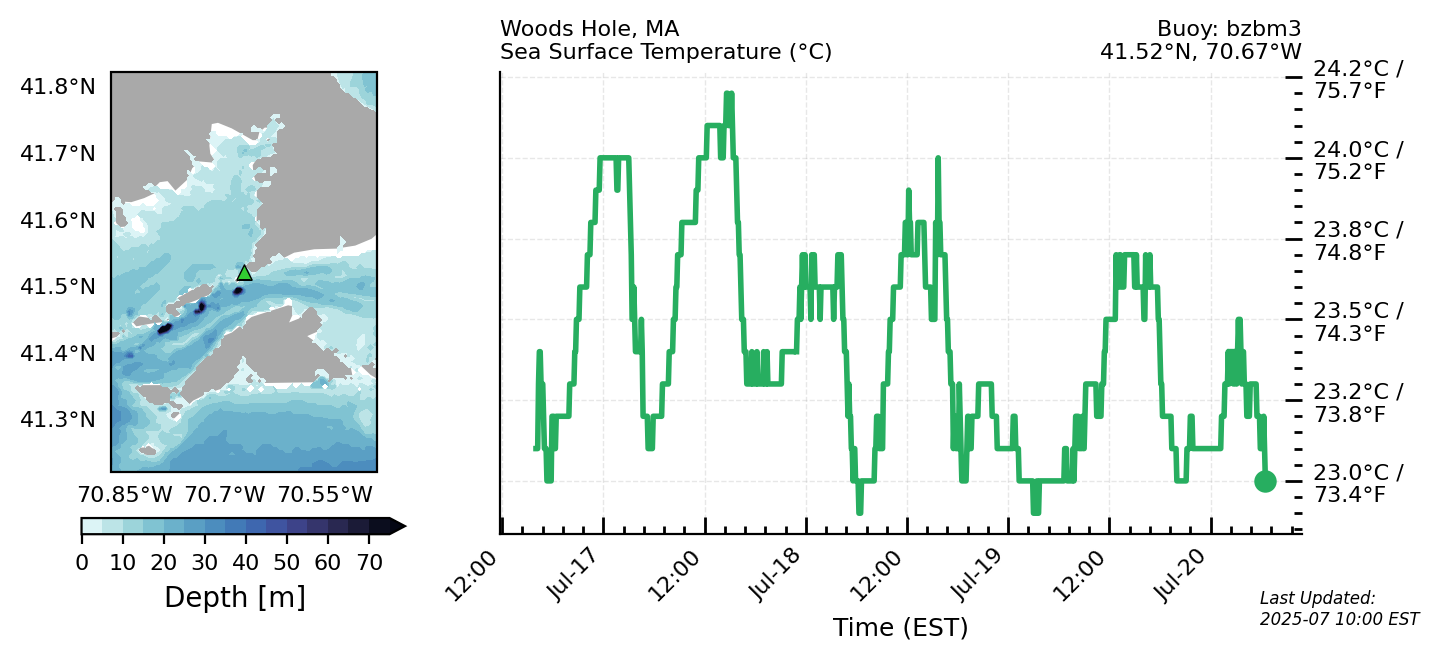 Woods Hole, MA
Sea Surface Temperature (°C)
Buoy: bzbm3
41.52°N, 70.67°W
41.8°N
41.7°N
41.6°N
41.5°N
41.4°N
41.3°N
70.85°W 70.7°W 70.55°W
0 10 20 30 40 50 60 70
Depth [m]
24.2°C /
75.7°F
24.0°C /
75.2°F
23.8°C /
74.8°F
23.5°C /
74.3°F
23.2°C /
73.8°F
23.0°C /
73.4°F
12:00 Jul-17 12:00 Jul-18 12:00 Jul-19 12:00 Jul-20
Time (EST)
Last Updated:
2025-07 10:00 EST